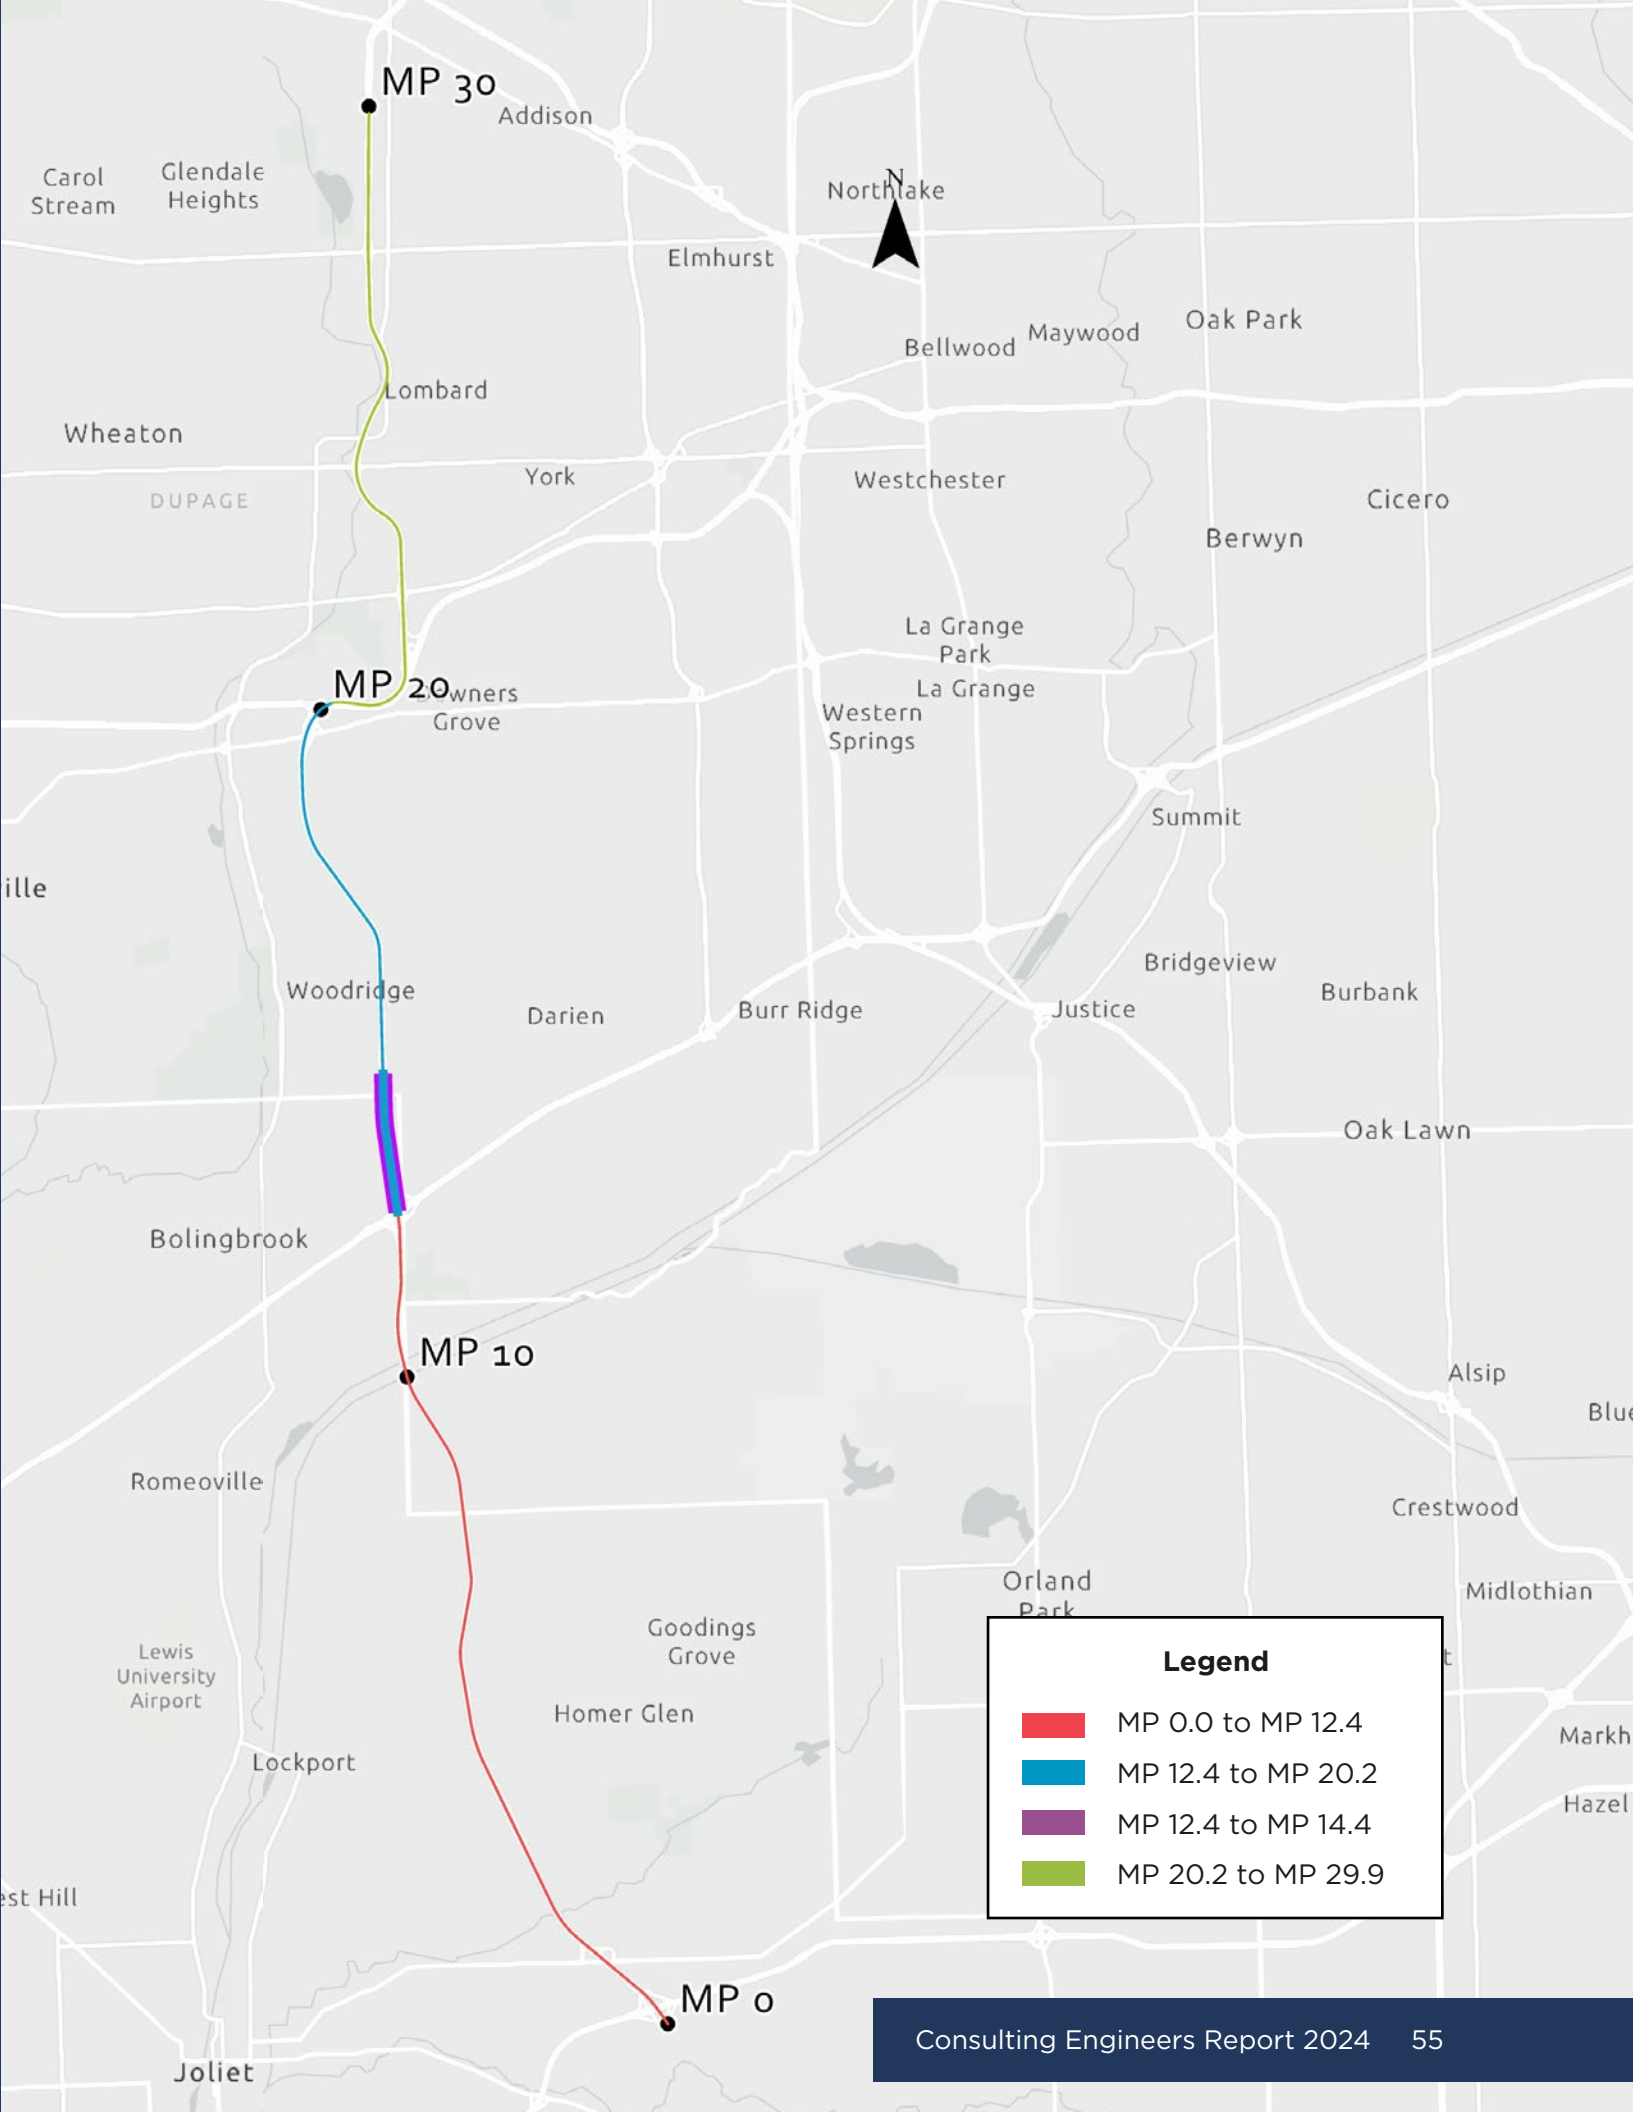 MP 30
Addison
Carol
Stream
Glendale
Heights
N
Northlake
Elmhurst
Oak Park
Maywood
Bellwood
Lombard
Wheaton
York
Westchester
DUPAGE
Cicero
Berwyn
La Grange
Park
La Grange
MP 20
Downers
Grove
Western
Springs
Summit
ille
Woodridge
Darien
Burr Ridge
Justice
Bridgeview
Burbank
Oak Lawn
Bolingbrook
MP 10
Alsip
Blue
Romeoville
Crestwood
Orland
Park
Midlothian
Goodings
Grove
Lewis
University
Airport
Homer Glen
Lockport
t
Markh
Hazel
Legend
MP 0.0 to MP 12.4
MP 12.4 to MP 20.2
MP 12.4 to MP 14.4
MP 20.2 to MP 29.9
est Hill
MP 0
Joliet
Consulting Engineers Report 2024 55